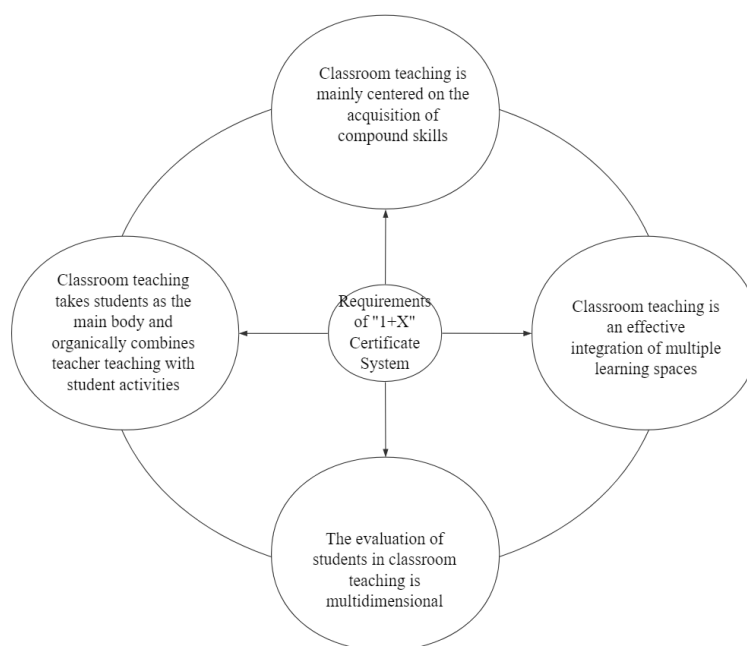 Classroom teaching is
mainly centered on the
acquisition of
compound skills
Classroom teaching
takes students as the
main body and
organically combines
teacher teaching with
student activities
Requirements
of "1+X"
Certificate
System
Classroom teaching is
an effective
integration of multiple
learning spaces
The evaluation of
students in classroom
teaching is
multidimensional